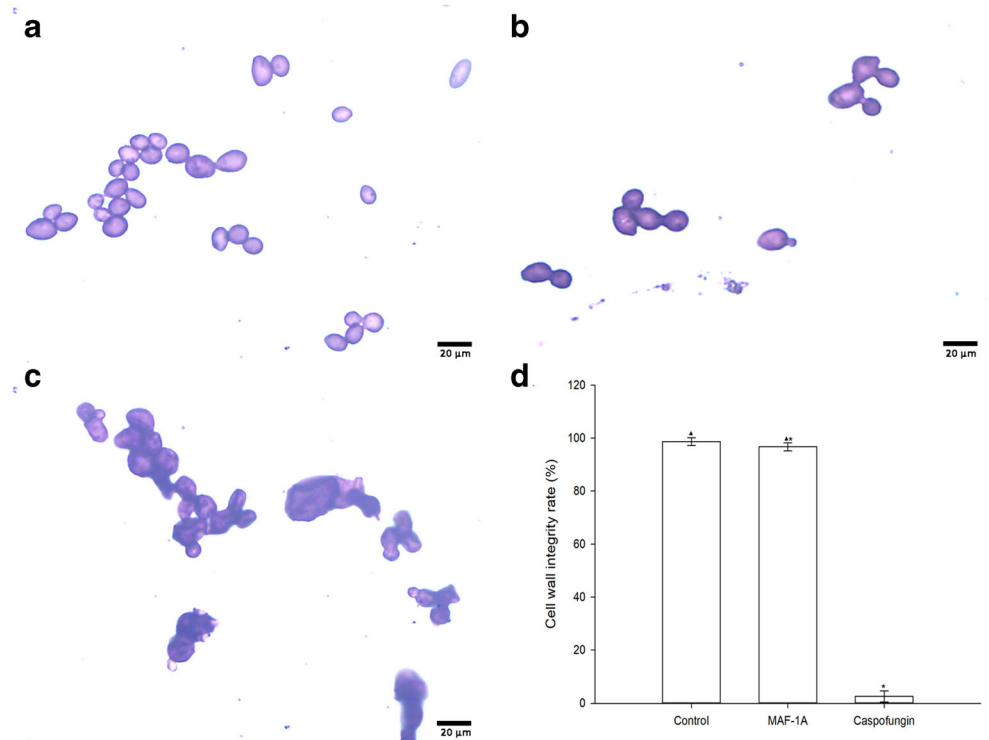 a
b
20 µm
20 µm
c
d
120
100
80
60
40
20
0
Cell wall integrity rate (%)
▲
▲*
*
Control MAF-1A Caspofungin
20 µm